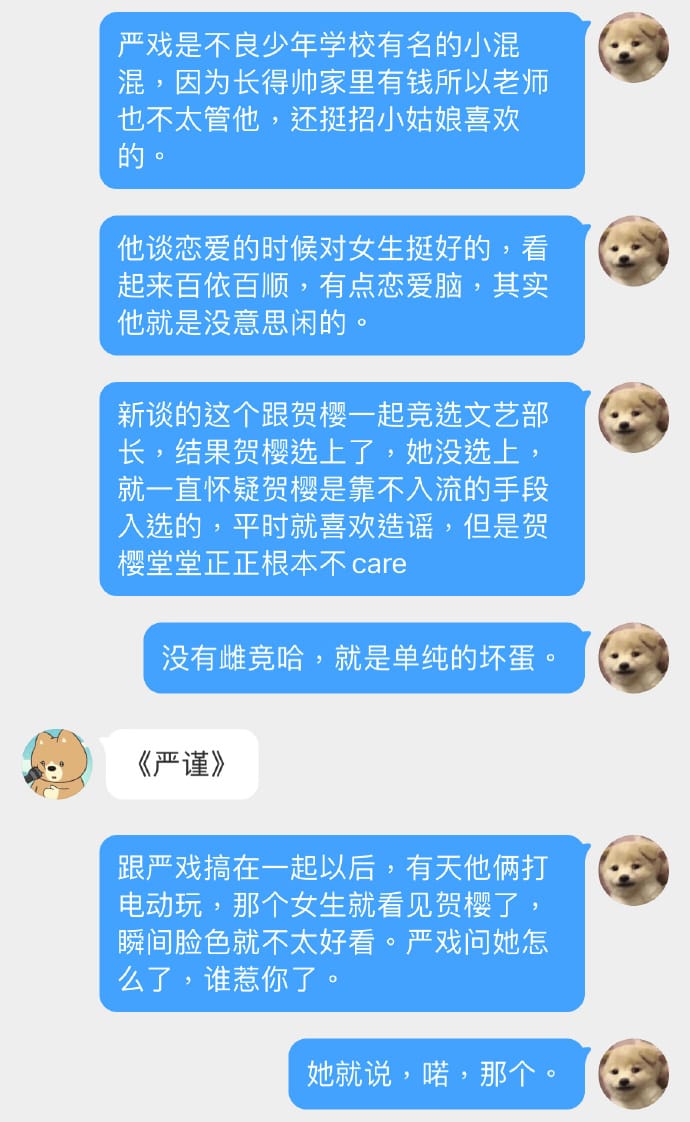 严戏是不良少年学校有名的小混
混，因为长得帅家里有钱所以老师
也不太管他，还挺招小姑娘喜欢
的。
他谈恋爱的时候对女生挺好的，看
起来百依百顺，有点恋爱脑，其实
他就是没意思闲的。
新谈的这个跟贺樱一起竞选文艺部
长，结果贺樱选上了，她没选上，
就一直怀疑贺樱是靠不入流的手段
入选的，平时就喜欢造谣，但是贺
樱堂堂正正根本不care
没有雌竞哈，就是单纯的坏蛋。
《严谨》
跟严戏搞在一起以后，有天他俩打
电动玩，那个女生就看见贺樱了，
瞬间脸色就不太好看。严戏问她怎
么了，谁惹你了。
她就说，喏，那个。